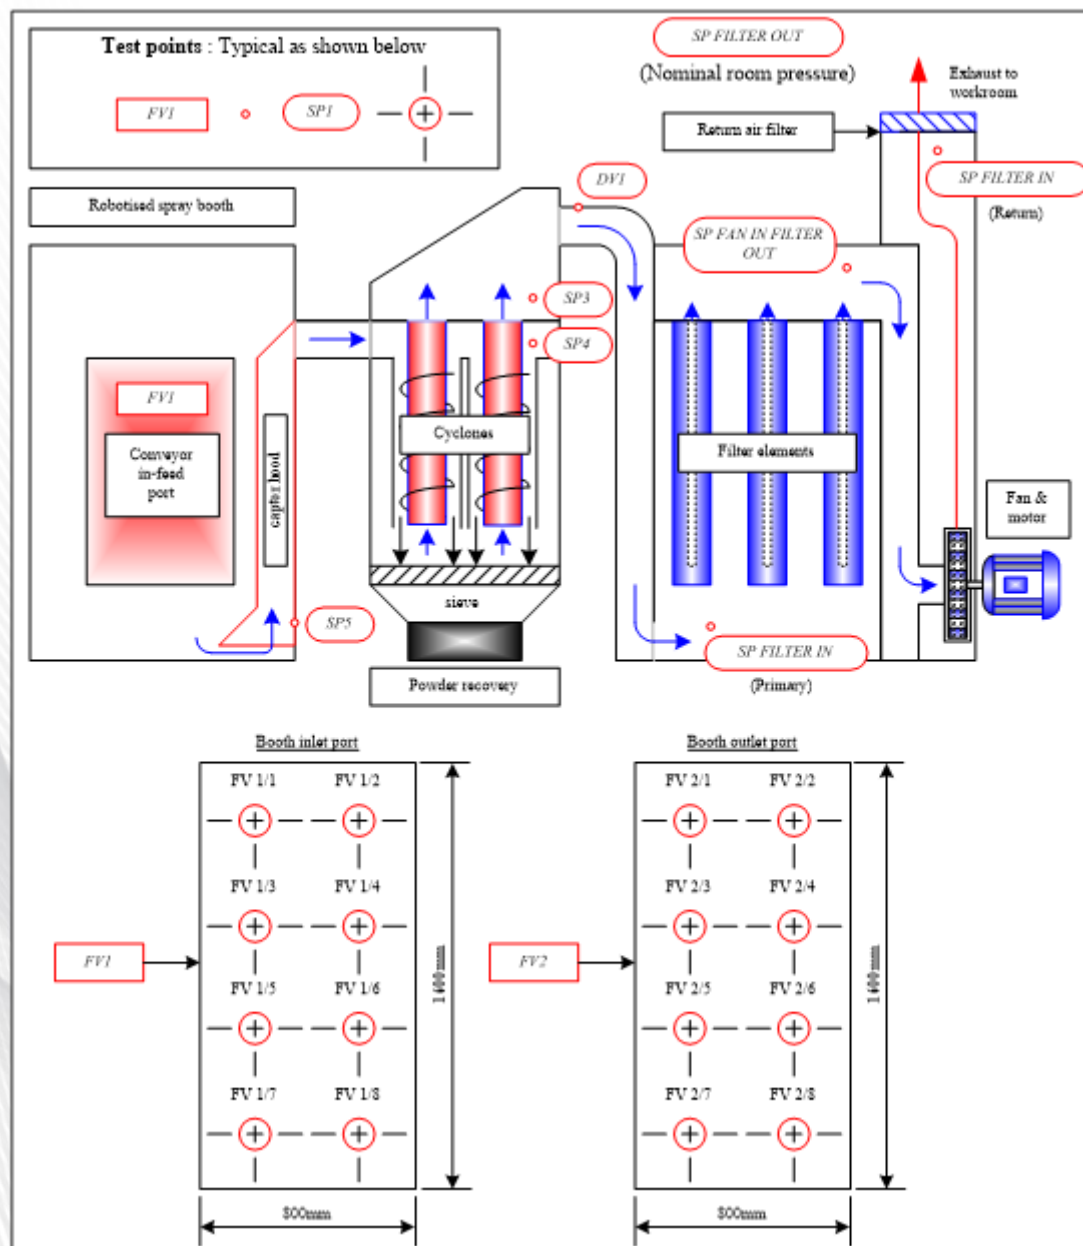 Test points : Typical as shown below
FV1
SP1
SP FILTER OUT
(Nominal room pressure)
Exhaust to
workroom
Return air filter
SP FILTER IN
(Return)
Robotised spray booth
DV1
SP FAN IN FILTER
OUT
SP3
SP4
FV1
Conveyor
in-feed
port
captor hood
Cyclones
Filter elements
Fan &
motor
sieve
SP5
SP FILTER IN
(Primary)
Powder recovery
Booth inlet port
FV 1/1
FV 1/2
FV 1/3
FV 1/4
FV 1/5
FV 1/6
FV 1/7
FV 1/8
FV1
1600mm
800mm
Booth outlet port
FV 2/1
FV 2/2
FV 2/3
FV 2/4
FV 2/5
FV 2/6
FV 2/7
FV 2/8
FV2
1600mm
800mm